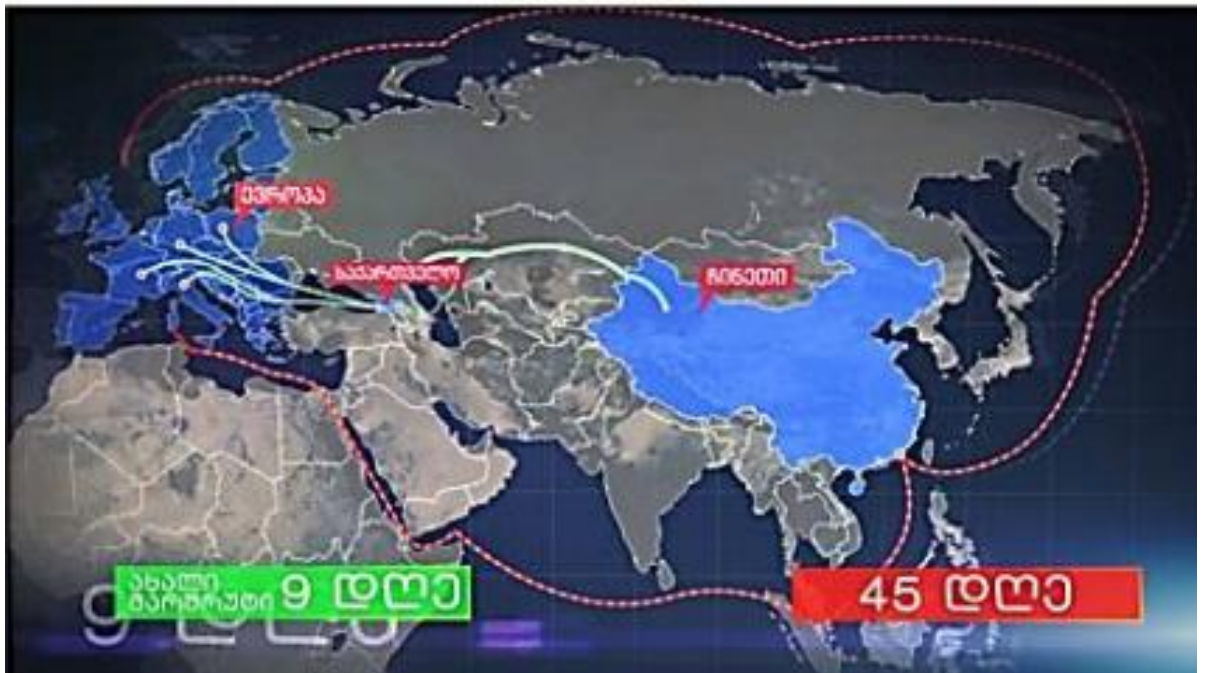 ევროპა
საქართველო
ჩინეთი
ახალი
მარშრუტი 9 დღე
45 დღე